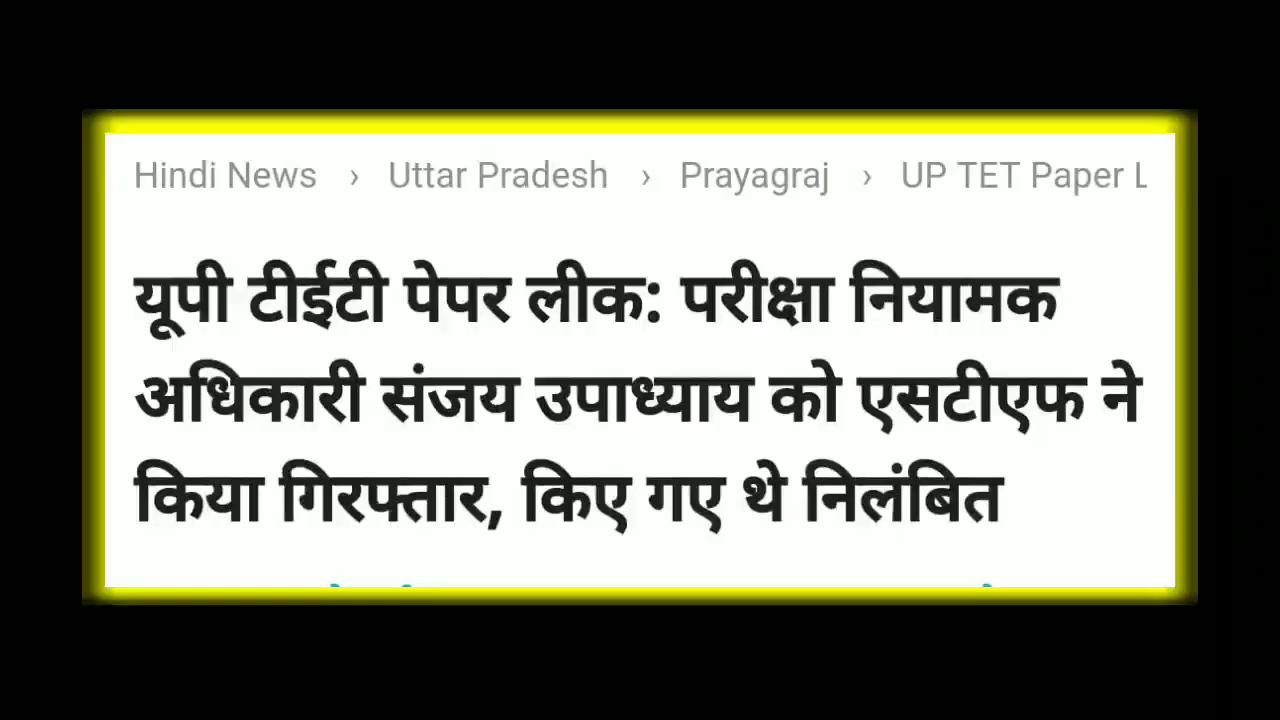 Hindi News › Uttar Pradesh › Prayagraj › UP TET Paper L
यूपी टीईटी पेपर लीक: परीक्षा नियामक
अधिकारी संजय उपाध्याय को एसटीएफ ने
किया गिरफ्तार, किए गए थे निलंबित